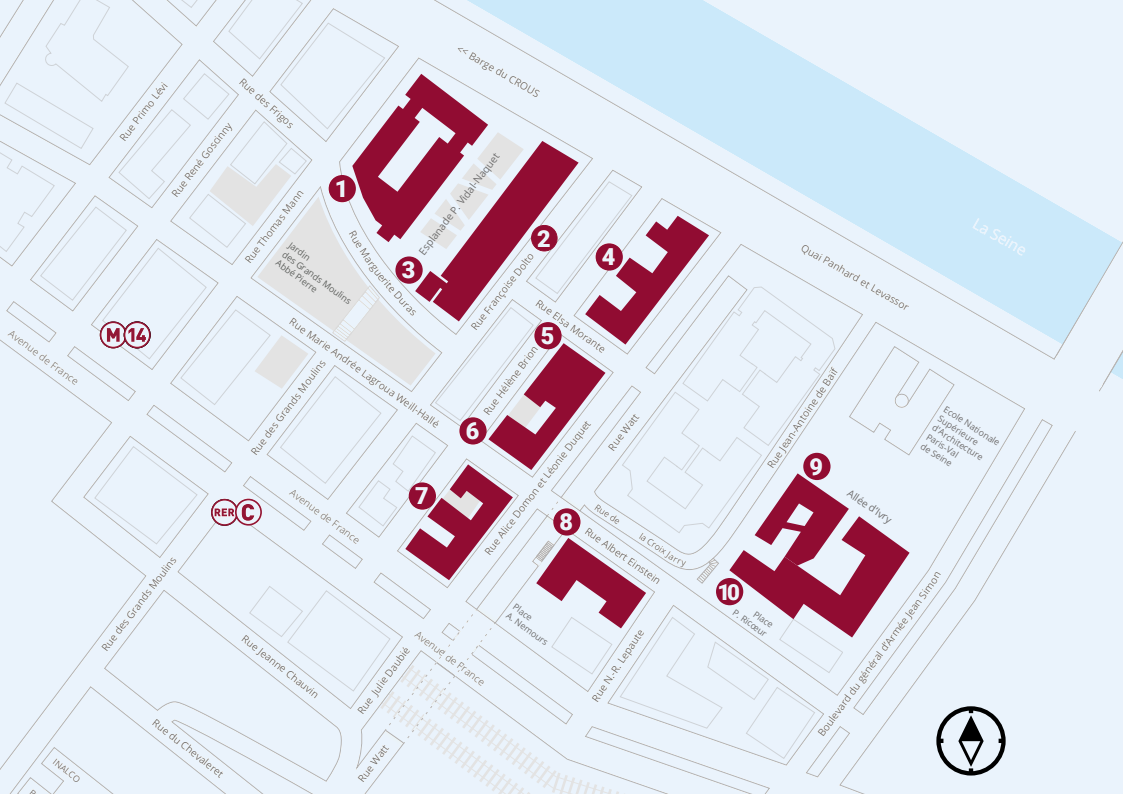 << Barge du CROUS
Rue Primo Lévi
Rue des Frigos
Rue René Goscinny
Rue Thomas Mann
1
Esplanade P. Vidal-Naquet
2
3
4
La Seine
Quai Panhard et Levassor
Jardin
des Grands Moulins
Abbé Pierre
Rue Marguerite Duras
Rue Françoise Dolto
Rue Elsa Morante
M 14
Avenue de France
Rue Marie Andrée Lagroua Weill-Hallé
Rue des Grands Moulins
5
Rue Hélène Brion
6
Rue Watt
Rue Jean-Antoine de Baïf
Ecole Nationale
Supérieure
d'Architecture
Paris-Val
de Seine
7
Rue Alice Domon et Léonie Duquet
9
Allée d'Ivry
RER C
Avenue de France
8
Rue de
la Croix Jarry
Rue Albert Einstein
10
Place
P. Ricœur
Place
A. Nemours
Rue des Grands Moulins
Rue Jeanne Chauvin
Rue Julie Daubié
Avenue de France
Rue N.-R. Lepaute
Boulevard du général d'Armée Jean Simon
Rue du Chevaleret
Rue Watt
INALCO